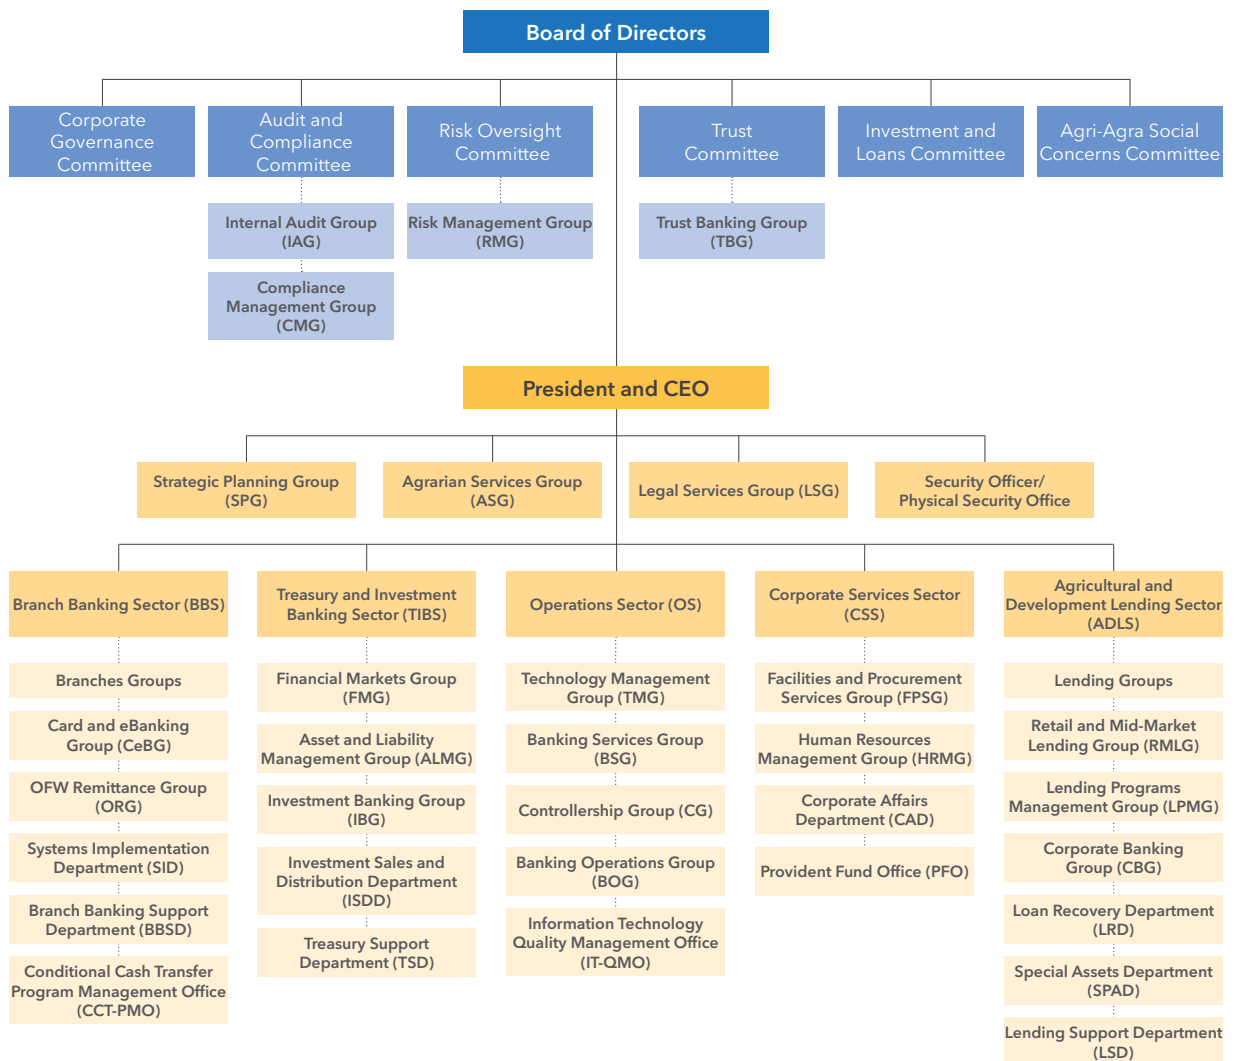 Board of Directors
Corporate
Governance
Committee
Audit and
Compliance
Committee
Risk Oversight
Committee
Trust
Committee
Investment and
Loans Committee
Agri-Agra Social
Concerns Committee
Internal Audit Group
(IAG)
Compliance
Management Group
(CMG)
Risk Management Group
(RMG)
Trust Banking Group
(TBG)
President and CEO
Strategic Planning Group
(SPG)
Agrarian Services Group
(ASG)
Legal Services Group (LSG)
Security Officer/
Physical Security Office
Branch Banking Sector (BBS)
Branches Groups
Card and eBanking
Group (CeBG)
OFW Remittance Group
(ORG)
Systems Implementation
Department (SID)
Branch Banking Support
Department (BBSD)
Conditional Cash Transfer
Program Management Office
(CCT-PMO)
Treasury and Investment
Banking Sector (TIBS)
Financial Markets Group
(FMG)
Asset and Liability
Management Group (ALMG)
Investment Banking Group
(IBG)
Investment Sales and
Distribution Department
(ISDD)
Treasury Support
Department (TSD)
Operations Sector (OS)
Technology Management
Group (TMG)
Banking Services Group
(BSG)
Controllership Group (CG)
Banking Operations Group
(BOG)
Information Technology
Quality Management Office
(IT-QMO)
Corporate Services Sector
(CSS)
Facilities and Procurement
Services Group (FPSG)
Human Resources
Management Group (HRMG)
Corporate Affairs
Department (CAD)
Provident Fund Office (PFO)
Agricultural and
Development Lending Sector
(ADLS)
Lending Groups
Retail and Mid-Market
Lending Group (RMLG)
Lending Programs
Management Group (LPMG)
Corporate Banking
Group (CBG)
Loan Recovery Department
(LRD)
Special Assets Department
(SPAD)
Lending Support Department
(LSD)